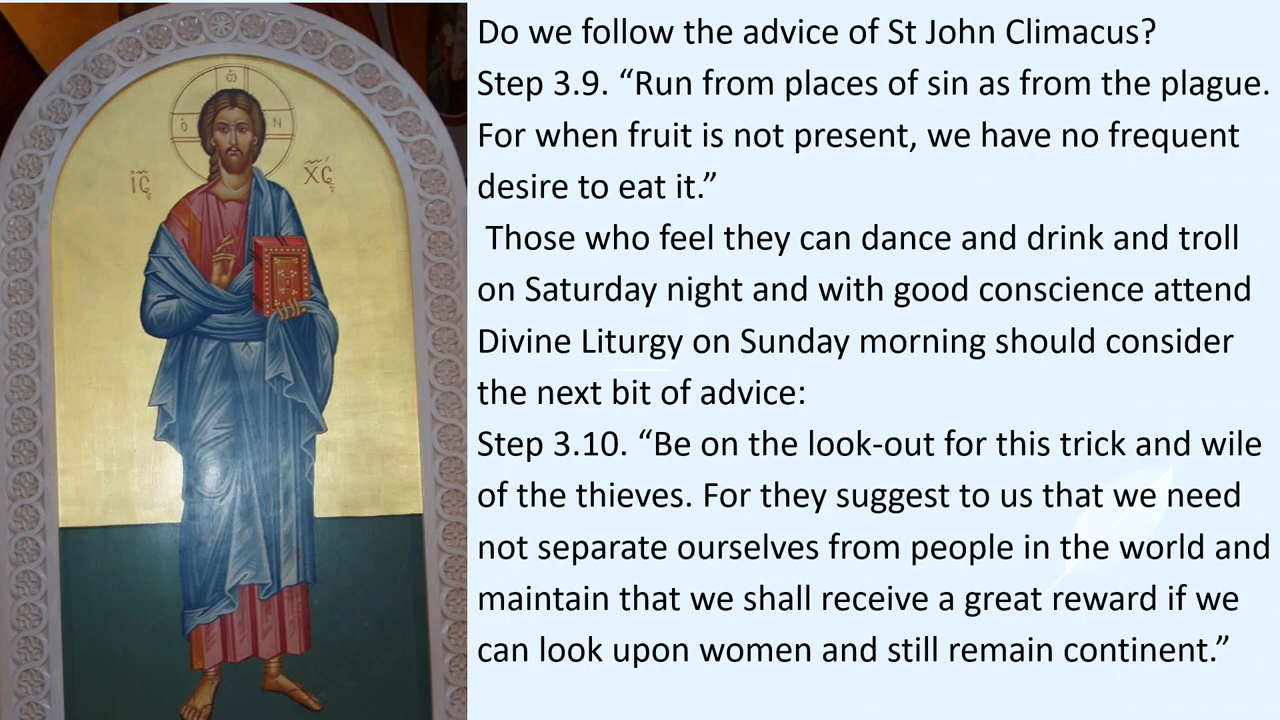 ὁ ὤ Ν
ΙϹ ΧϹ
Do we follow the advice of St John Climacus?
Step 3.9. “Run from places of sin as from the plague.
For when fruit is not present, we have no frequent
desire to eat it.”
Those who feel they can dance and drink and troll
on Saturday night and with good conscience attend
Divine Liturgy on Sunday morning should consider
the next bit of advice:
Step 3.10. “Be on the look-out for this trick and wile
of the thieves. For they suggest to us that we need
not separate ourselves from people in the world and
maintain that we shall receive a great reward if we
can look upon women and still remain continent.”